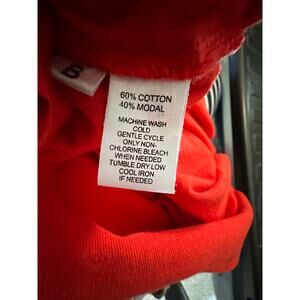 B
60% COTTON
40% MODAL
MACHINE WASH
COLD
GENTLE CYCLE
ONLY NON-
CHLORINE BLEACH
WHEN NEEDED
TUMBLE DRY LOW
COOL IRON
IF NEEDED